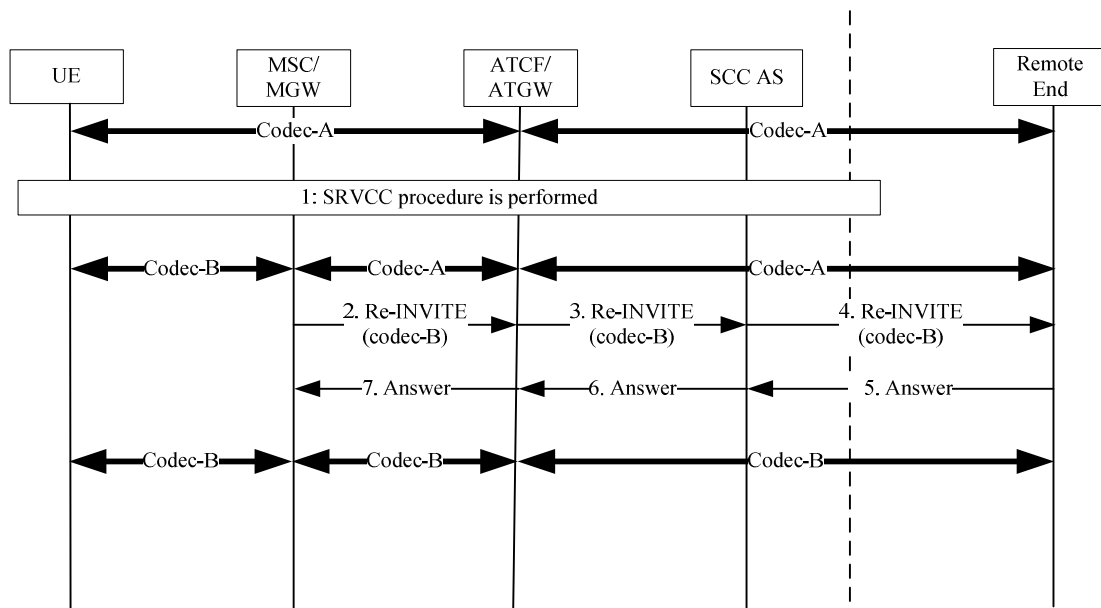 UE
MSC/
MGW
ATCF/
ATGW
SCC AS
Remote
End
Codec-A
Codec-A
1: SRVCC procedure is performed
Codec-B
Codec-A
Codec-A
2. Re-INVITE
(codec-B)
3. Re-INVITE
(codec-B)
4. Re-INVITE
(codec-B)
7. Answer
6. Answer
5. Answer
Codec-B
Codec-B
Codec-B